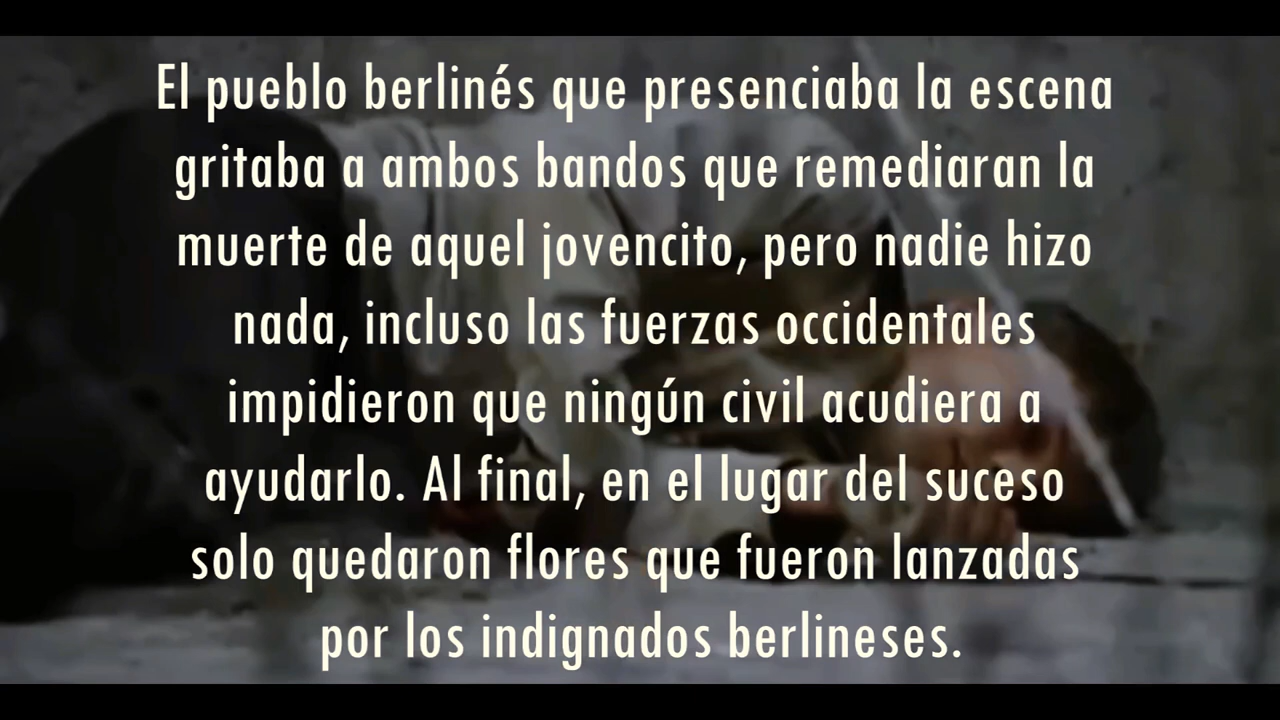 El pueblo berlinés que presenciaba la escena
gritaba a ambos bandos que remediaran la
muerte de aquel jovencito, pero nadie hizo
nada, incluso las fuerzas occidentales
impidieron que ningún civil acudiera a
ayudarlo. Al final, en el lugar del suceso
solo quedaron flores que fueron lanzadas
por los indignados berlineses.